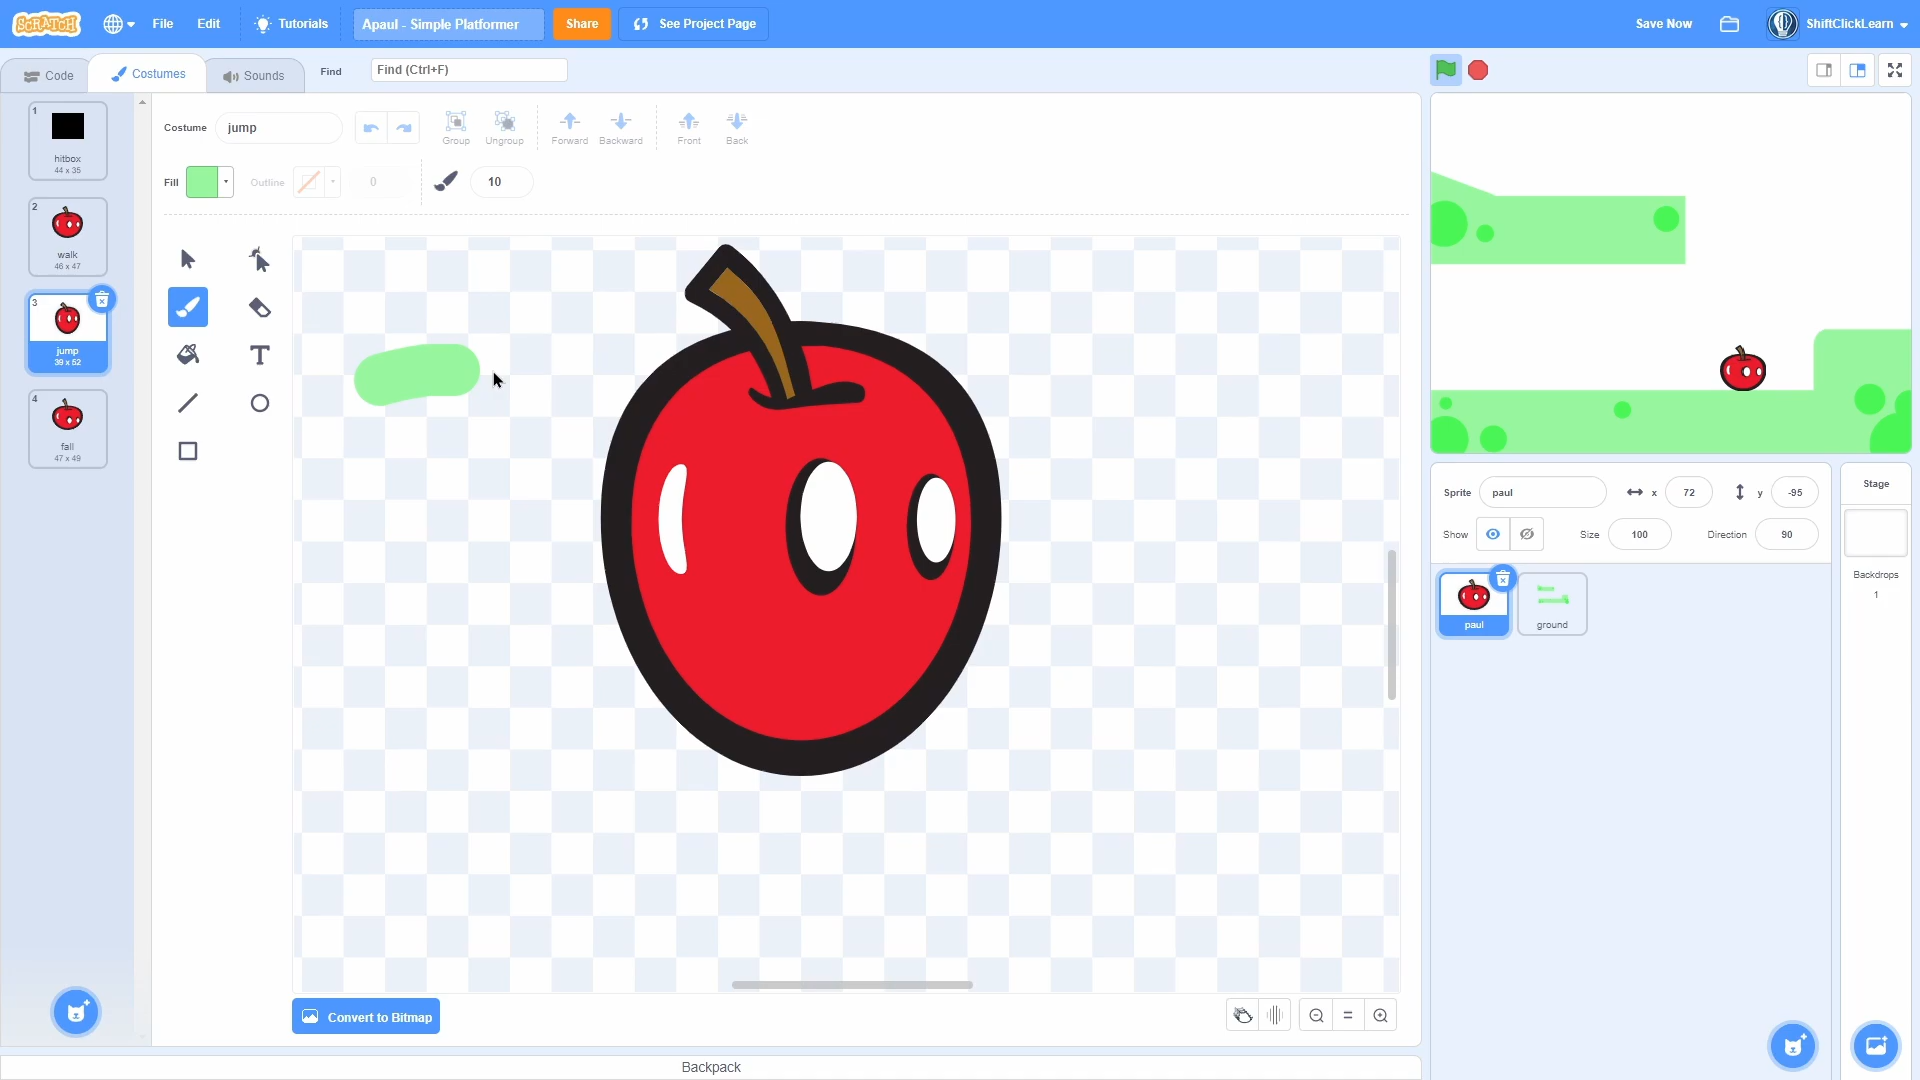 SCRATCH
File
Edit
Tutorials
Apaul - Simple Platformer
Share
See Project Page
Save Now
ShiftClickLearn
Code
Costumes
Sounds
Find
Find (Ctrl+F)
1
hitbox
44 x 35
2
walk
46 x 47
3
jump
39 x 52
4
fall
47 x 49
Costume
jump
Group
Ungroup
Forward
Backward
Front
Back
Fill
Outline
0
10
T
Convert to Bitmap
Backpack
Sprite
paul
x
72
y
-95
Show
Size
100
Direction
90
paul
ground
Stage
Backdrops
1